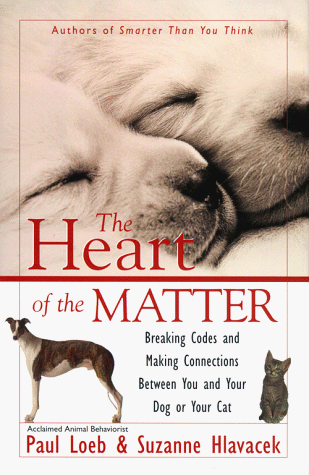 Authors of Smarter Than You Think
The
Heart
of the MATTER
Breaking Codes and
Making Connections
Between You and Your
Dog or Your Cat
Acclaimed Animal Behaviorist
Paul Loeb & Suzanne Hlavacek